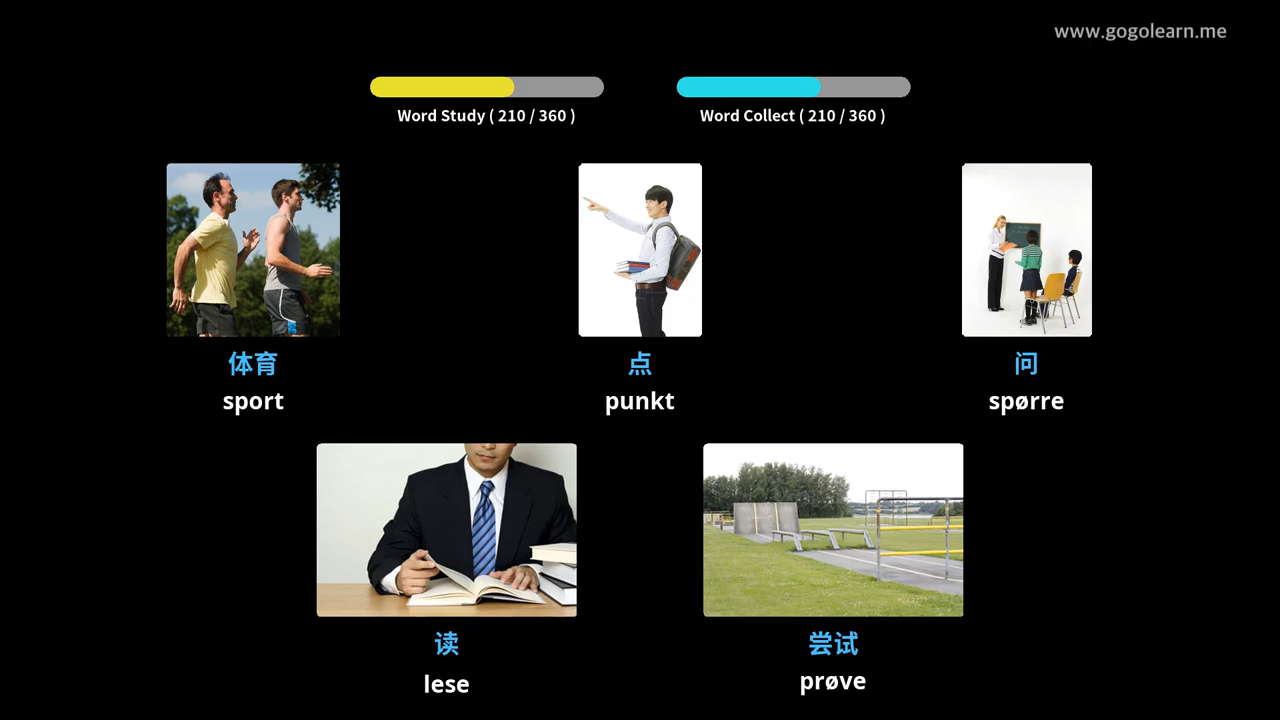 www.gogolearn.me
Word Study ( 210 / 360 )
Word Collect ( 210 / 360 )
体育
sport
点
punkt
问
spørre
读
lese
尝试
prøve